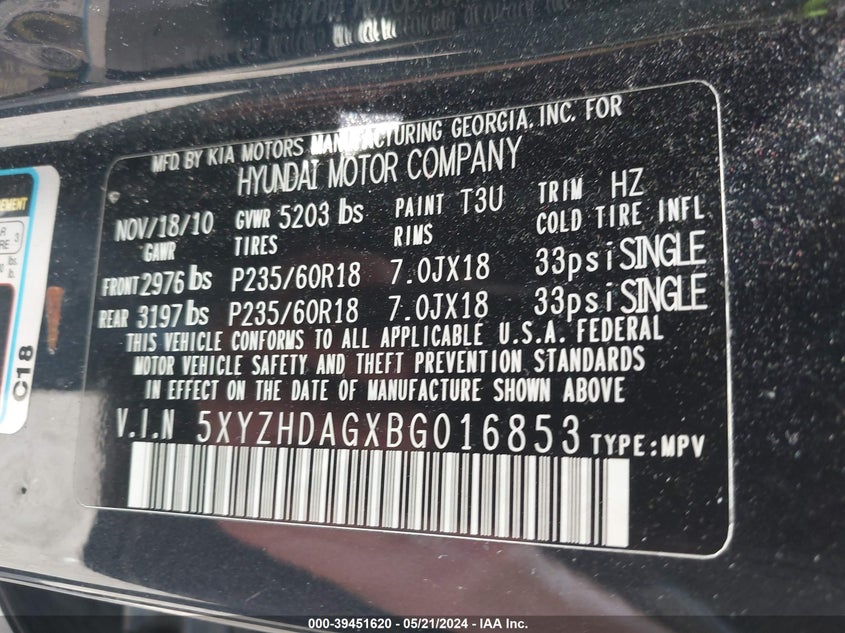 MFD. BY KIA MOTORS MANUFACTURING GEORGIA, INC. FOR
HYUNDAI MOTOR COMPANY
NOV/18/10 GVWR 5203 lbs PAINT T3U TRIM HZ
GAWR TIRES RIMS COLD TIRE INFL
FRONT 2976 lbs P235/60R18 7.0JX18 33psi SINGLE
REAR 3197 lbs P235/60R18 7.0JX18 33psi SINGLE
THIS VEHICLE CONFORMS TO ALL APPLICABLE U.S.A. FEDERAL
MOTOR VEHICLE SAFETY AND THEFT PREVENTION STANDARDS
IN EFFECT ON THE DATE OF MANUFACTURE SHOWN ABOVE
V.I.N 5XYZHDAGXBG016853 TYPE:MPV
C18
000-39451620 - 05/21/2024 - IAA Inc.